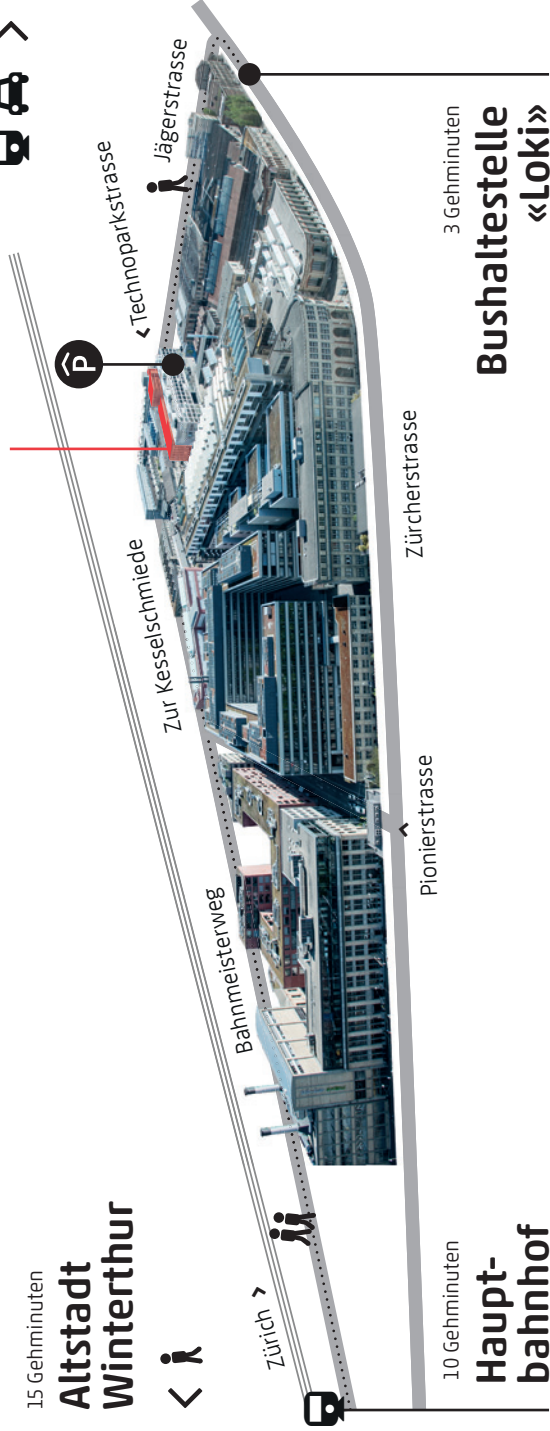 15 Gehminuten
Altstadt
Winterthur
Zürich
Bahnmeisterweg
Zur Kesselschmiede
P
Technoparkstrasse
Jägerstrasse
Pionierstrasse
Zürcherstrasse
10 Gehminuten
Haupt-
bahnhof
3 Gehminuten
Bushaltestelle
«Loki»